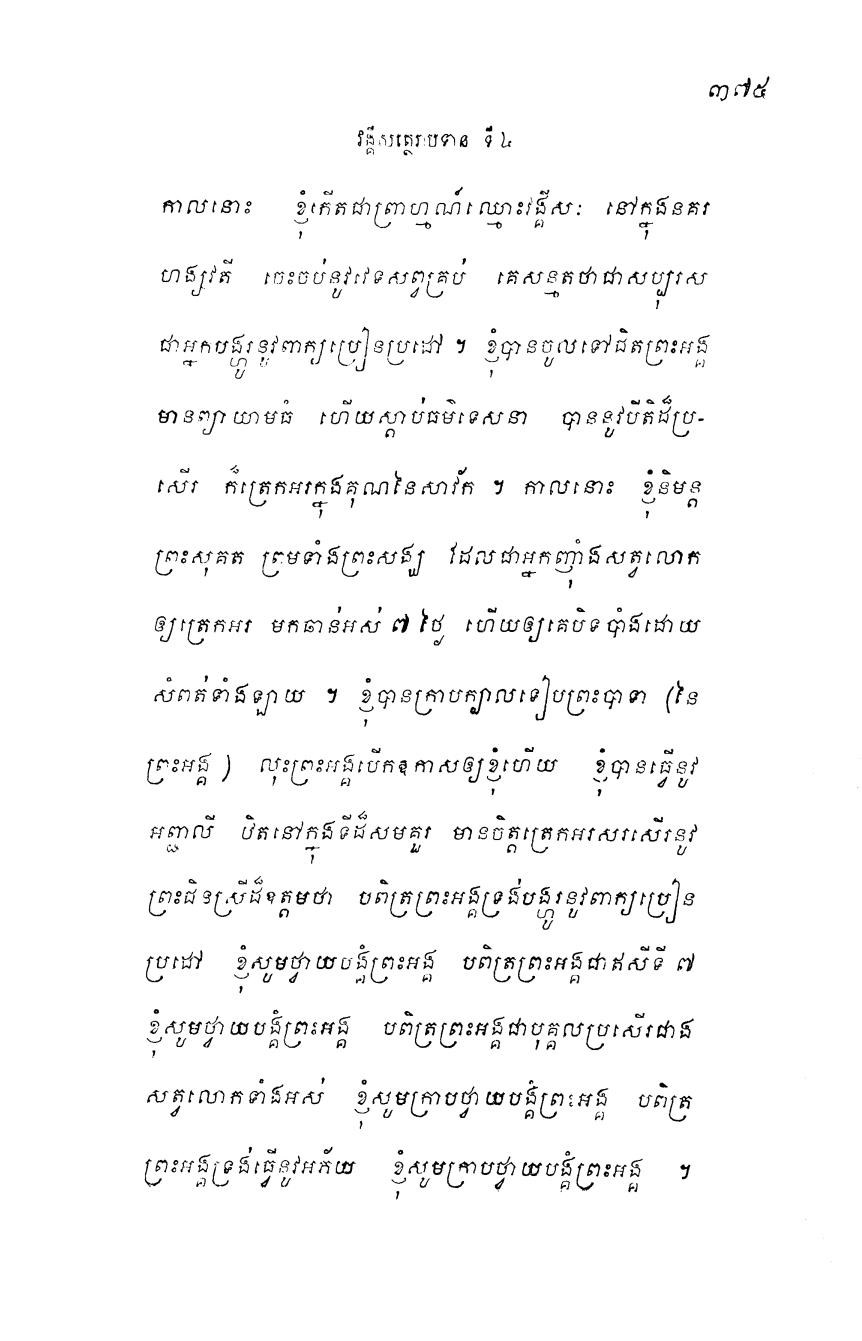 ៣៧៥
វង្គីសត្ថេរាបទាន ទី ៤
កាលនោះ ខ្ញុំកើតជាព្រាហ្មណ៍ឈ្មោះវង្គីសៈ នៅក្នុងនគរ
ហង្សវតី ចេះចប់នូវវេទសព្វគ្រប់ គេសន្មតថាជាសប្បុរស
ជាអ្នកបង្ហូរនូវពាក្យប្រៀនប្រដៅ ។ ខ្ញុំបានចូលទៅជិតព្រះអង្គ
មានព្យាយាមធំ ហើយស្តាប់ធម៌ទេសនា បាននូវបីតិដ៏ប្រ-
សើរ ក៏ត្រេកអរក្នុងគុណនៃសាវ័ក ។ កាលនោះ ខ្ញុំនិមន្ត
ព្រះសុគត ព្រមទាំងព្រះសង្ឃ ដែលជាអ្នកញ៉ាំងសត្វលោក
ឲ្យត្រេកអរ មកឆាន់អស់ ៧ ថ្ងៃ ហើយឲ្យគេបិទបាំងដោយ
សំពត់ទាំងឡាយ ។ ខ្ញុំបានក្រាបក្បាលទៀបព្រះបាទា (នៃ
ព្រះអង្គ ) លុះព្រះអង្គបើកឱកាសឲ្យខ្ញុំហើយ ខ្ញុំបានធ្វើនូវ
អញ្ជលី ឋិតនៅក្នុងទីដ៏សមគួរ មានចិត្តត្រេកអរសរសើរនូវ
ព្រះជិនស្រីដ៏ឧត្តមថា បពិត្រព្រះអង្គទ្រង់បង្ហូរនូវពាក្យប្រៀន
ប្រដៅ ខ្ញុំសូមថ្វាយបង្គំព្រះអង្គ បពិត្រព្រះអង្គជាឥសីទី ៧
ខ្ញុំសូមថ្វាយបង្គំព្រះអង្គ បពិត្រព្រះអង្គជាបុគ្គលប្រសើរជាង
សត្វលោកទាំងអស់ ខ្ញុំសូមក្រាបថ្វាយបង្គំព្រះអង្គ បពិត្រ
ព្រះអង្គទ្រង់ធ្វើនូវអភ័យ ខ្ញុំសូមក្រាបថ្វាយបង្គំព្រះអង្គ ។